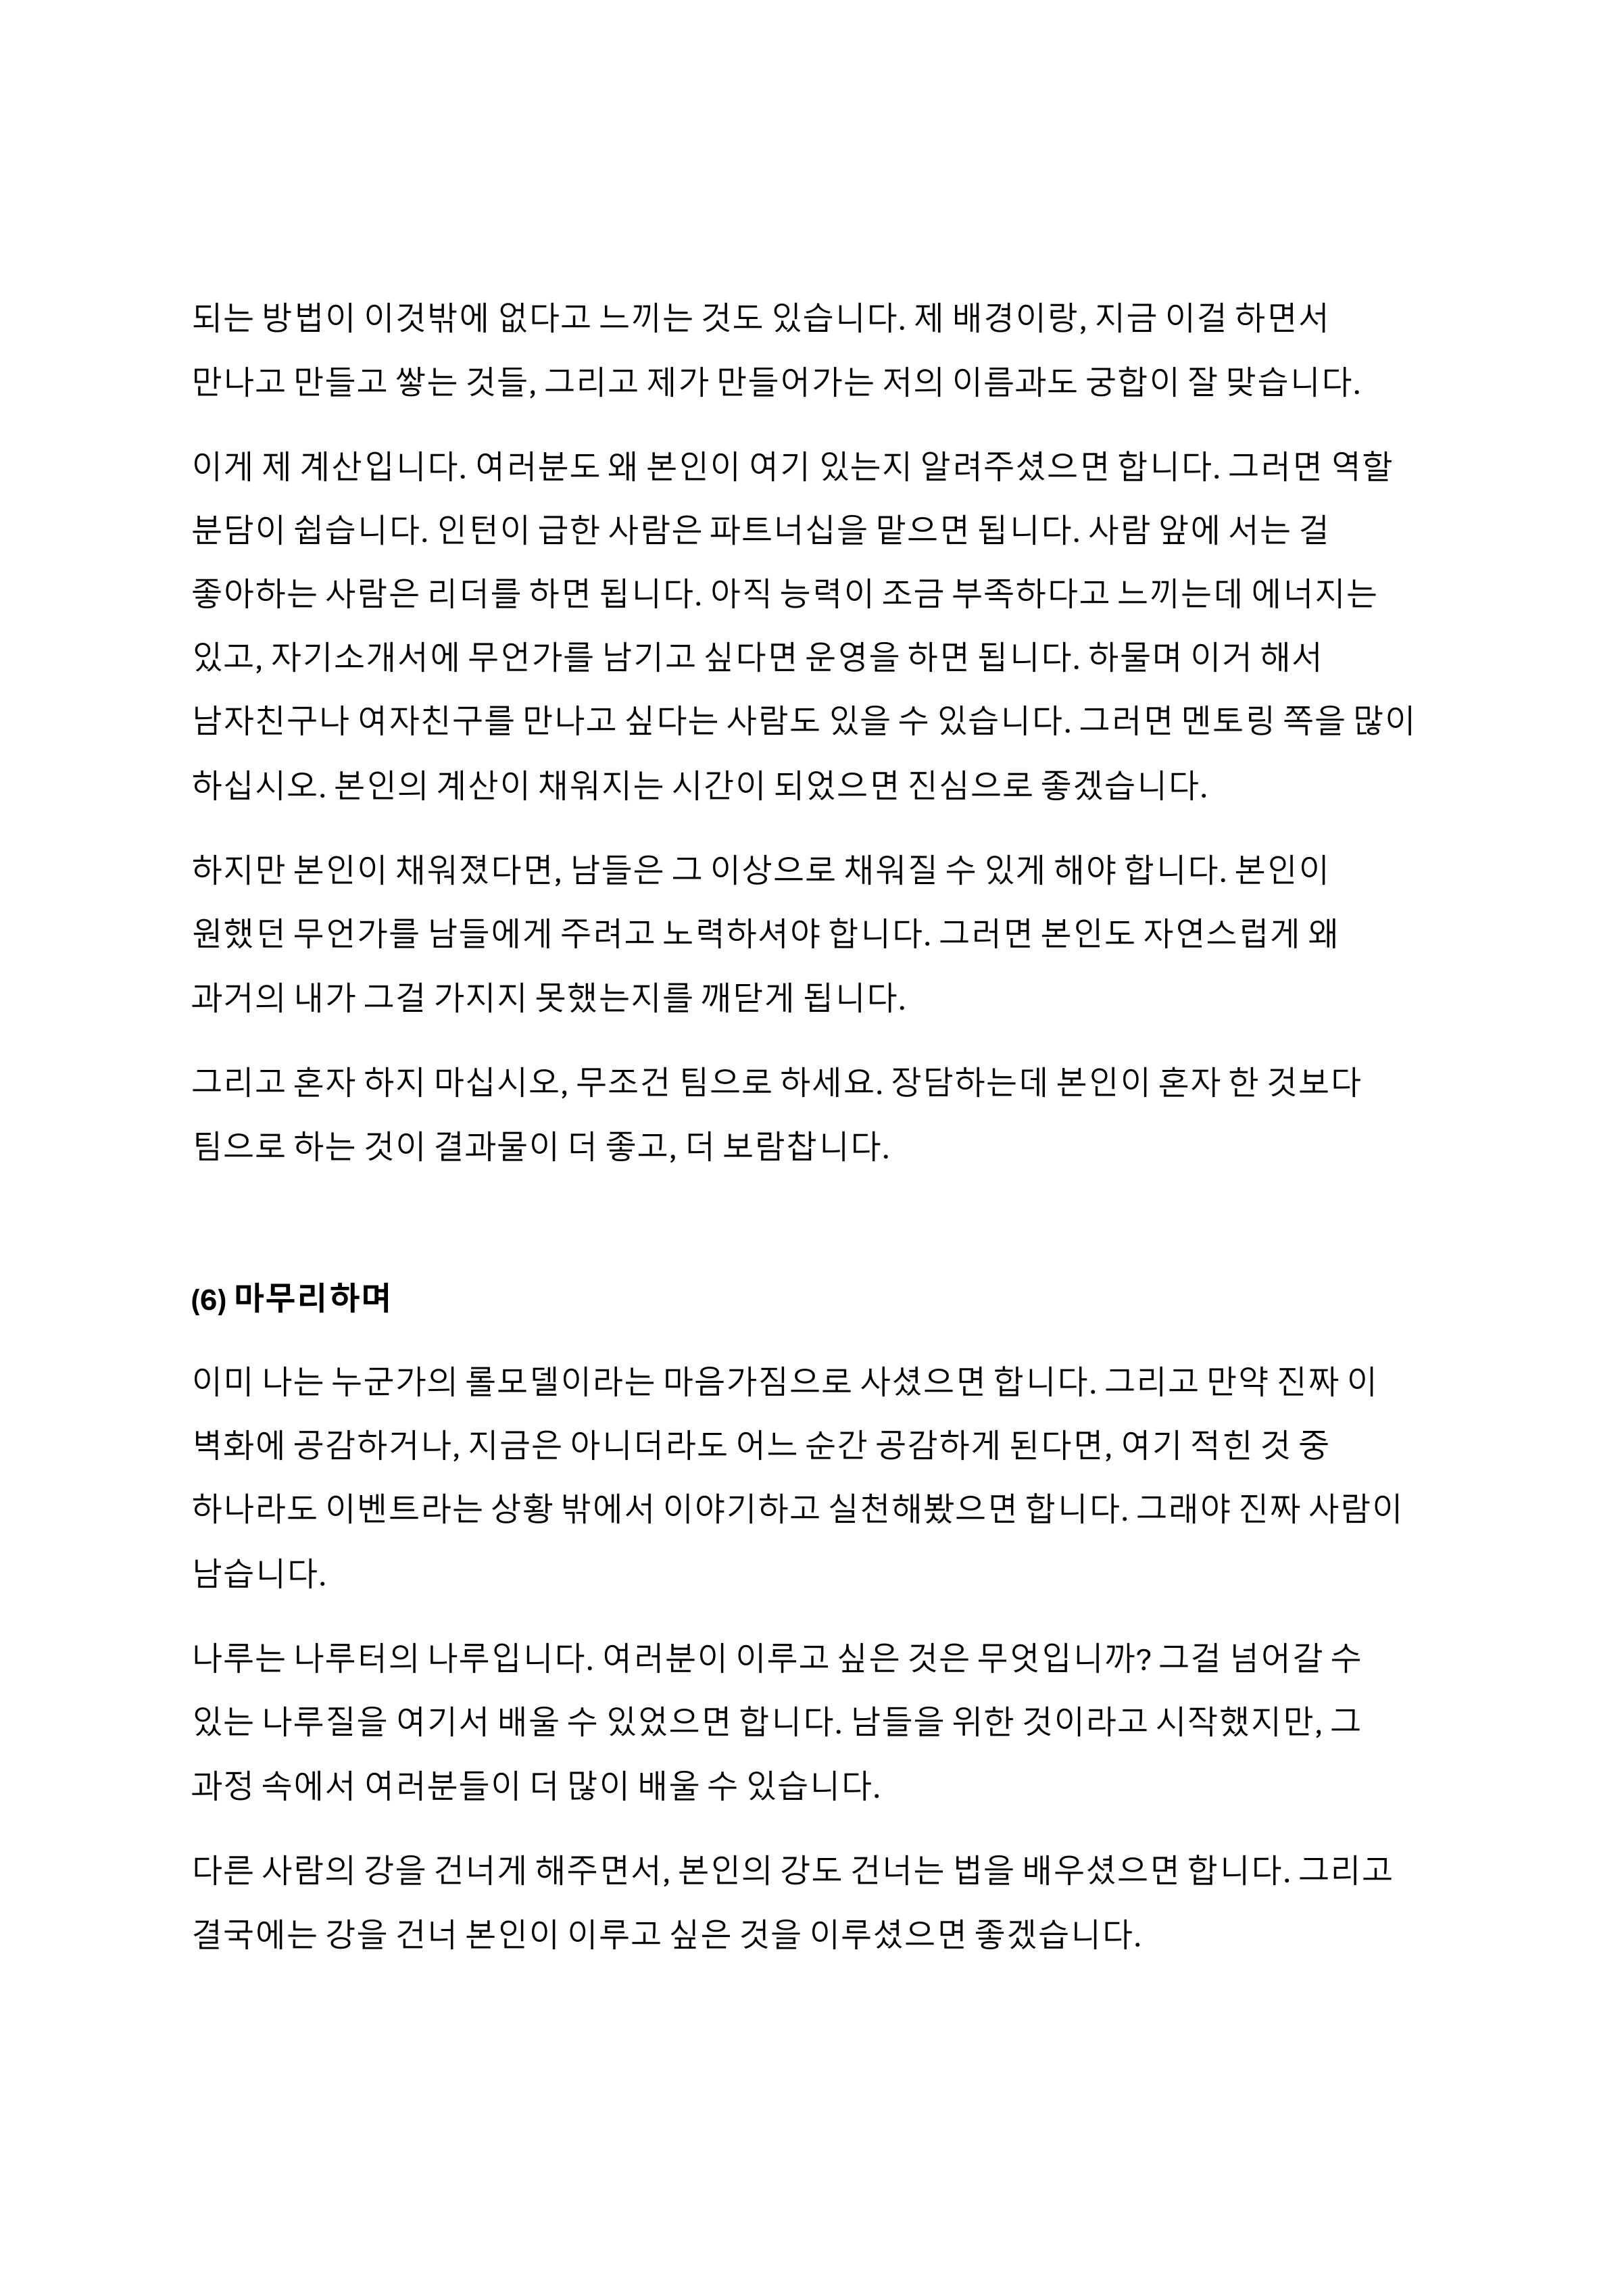 되는 방법이 이것밖에 없다고 느끼는 것도 있습니다. 제 배경이랑, 지금 이걸 하면서
만나고 만들고 쌓는 것들, 그리고 제가 만들어가는 저의 이름과도 궁합이 잘 맞습니다.
이게 제 계산입니다. 여러분도 왜 본인이 여기 있는지 알려주셨으면 합니다. 그러면 역할
분담이 쉽습니다. 인턴이 급한 사람은 파트너십을 맡으면 됩니다. 사람 앞에 서는 걸
좋아하는 사람은 리더를 하면 됩니다. 아직 능력이 조금 부족하다고 느끼는데 에너지는
있고, 자기소개서에 무언가를 남기고 싶다면 운영을 하면 됩니다. 하물며 이거 해서
남자친구나 여자친구를 만나고 싶다는 사람도 있을 수 있습니다. 그러면 멘토링 쪽을 많이
하십시오. 본인의 계산이 채워지는 시간이 되었으면 진심으로 좋겠습니다.
하지만 본인이 채워졌다면, 남들은 그 이상으로 채워질 수 있게 해야 합니다. 본인이
원했던 무언가를 남들에게 주려고 노력하셔야 합니다. 그러면 본인도 자연스럽게 왜
과거의 내가 그걸 가지지 못했는지를 깨닫게 됩니다.
그리고 혼자 하지 마십시오, 무조건 팀으로 하세요. 장담하는데 본인이 혼자 한 것보다
팀으로 하는 것이 결과물이 더 좋고, 더 보람찹니다.
(6) 마무리하며
이미 나는 누군가의 롤모델이라는 마음가짐으로 사셨으면 합니다. 그리고 만약 진짜 이
벽화에 공감하거나, 지금은 아니더라도 어느 순간 공감하게 된다면, 여기 적힌 것 중
하나라도 이벤트라는 상황 밖에서 이야기하고 실천해봤으면 합니다. 그래야 진짜 사람이
남습니다.
나루는 나루터의 나루입니다. 여러분이 이루고 싶은 것은 무엇입니까? 그걸 넘어갈 수
있는 나루질을 여기서 배울 수 있었으면 합니다. 남들을 위한 것이라고 시작했지만, 그
과정 속에서 여러분들이 더 많이 배울 수 있습니다.
다른 사람의 강을 건너게 해주면서, 본인의 강도 건너는 법을 배우셨으면 합니다. 그리고
결국에는 강을 건너 본인이 이루고 싶은 것을 이루셨으면 좋겠습니다.